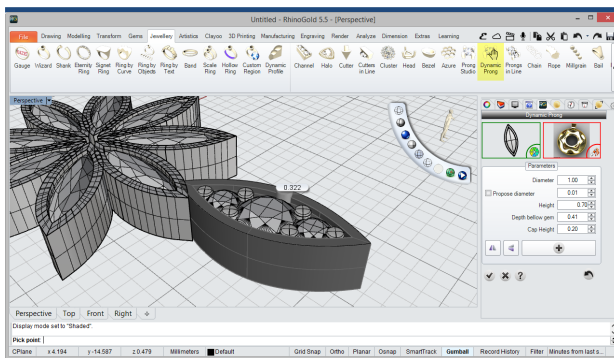 Untitled - RhinoGold 5.5 - [Perspective]
File Drawing Modelling Transform Gems Jewellery Artistics Clayoo 3D Printing Manufacturing Engraving Render Analyze Dimension Extras Learning
Gauge Wizard Shank Eternity Ring Signet Ring Ring by Curve Ring by Objects Ring by Text Band Scale Ring Hollow Ring Custom Region Dynamic Profile Channel Halo Cutter Cutters in Line Cluster Head Bezel Azure Prong Studio Dynamic Prong Prongs in Line Chain Rope Millgrain Bail
Perspective
Dynamic Prong
0.322
Parameters
Diameter 1.00
Propose diameter 0.01
Height 0.70
Depth bellow gem 0.41
Cap Height 0.20
Perspective Top Front Right
Display mode set to "Shaded".
Pick point:
CPlane x 4.194 y -14.587 z 0.479 Millimeters Default Grid Snap Ortho Planar Osnap SmartTrack Gumball Record History Filter Minutes from last s...